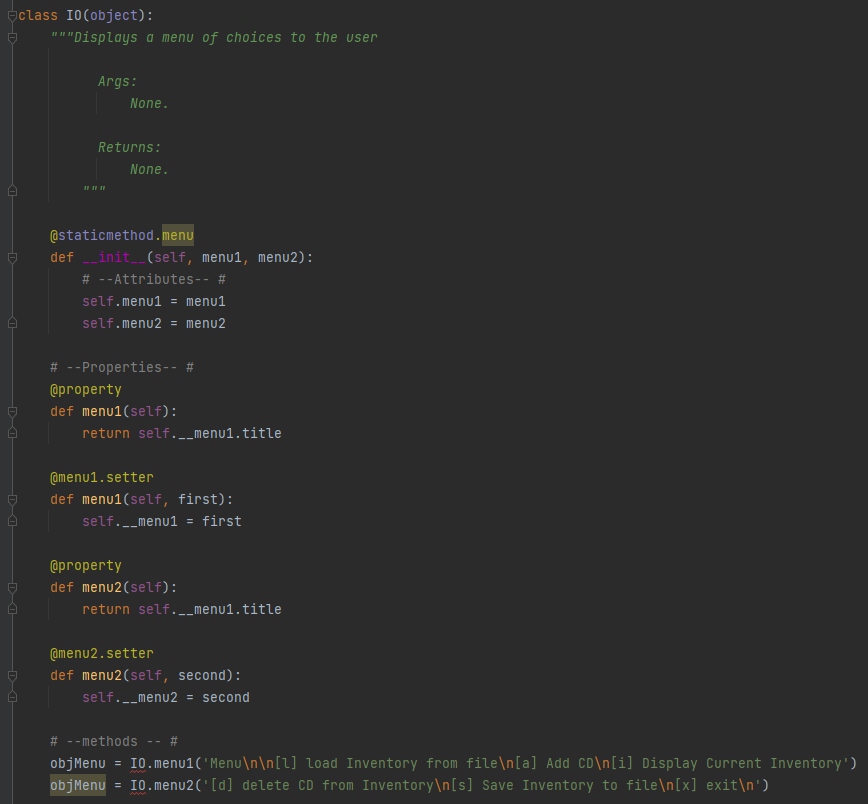 class IO(object):
    """Displays a menu of choices to the user

          Args:
              None.

          Returns:
              None.
        """

    @staticmethod.menu
    def __init__(self, menu1, menu2):
        # --Attributes-- #
        self.menu1 = menu1
        self.menu2 = menu2

    # --Properties-- #
    @property
    def menu1(self):
        return self.__menu1.title

    @menu1.setter
    def menu1(self, first):
        self.__menu1 = first

    @property
    def menu2(self):
        return self.__menu1.title

    @menu2.setter
    def menu2(self, second):
        self.__menu2 = second

    # --methods -- #
    objMenu = IO.menu1('Menu\n\n[l] load Inventory from file\n[a] Add CD\n[i] Display Current Inventory')
    objMenu = IO.menu2('[d] delete CD from Inventory\n[s] Save Inventory to file\n[x] exit\n')